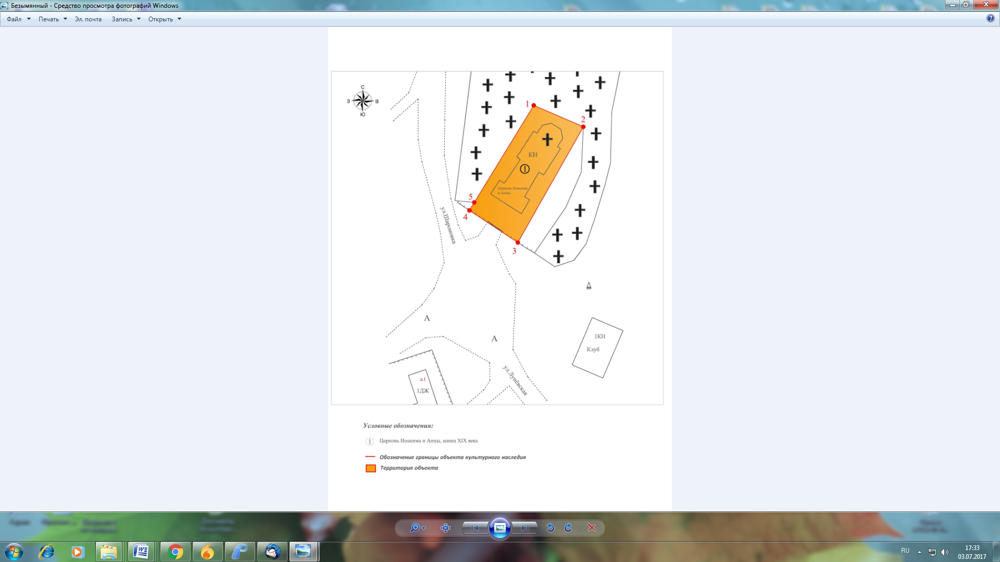 Безымянный - Средство просмотра фотографий Windows
Файл Печать Эл. почта Запись Открыть
С
З В
Ю
1
2
КН
1
Церковь Иоакима
и Анны
5
4
3
ул.Шароновка
А
А
1КН
Клуб
ул.Лунёвская
д.1
1ДЖ
Условные обозначения:
1 Церковь Иоакима и Анны, конец XIX века
Обозначение границы объекта культурного наследия
Территория объекта
RU
17:33
03.07.2017